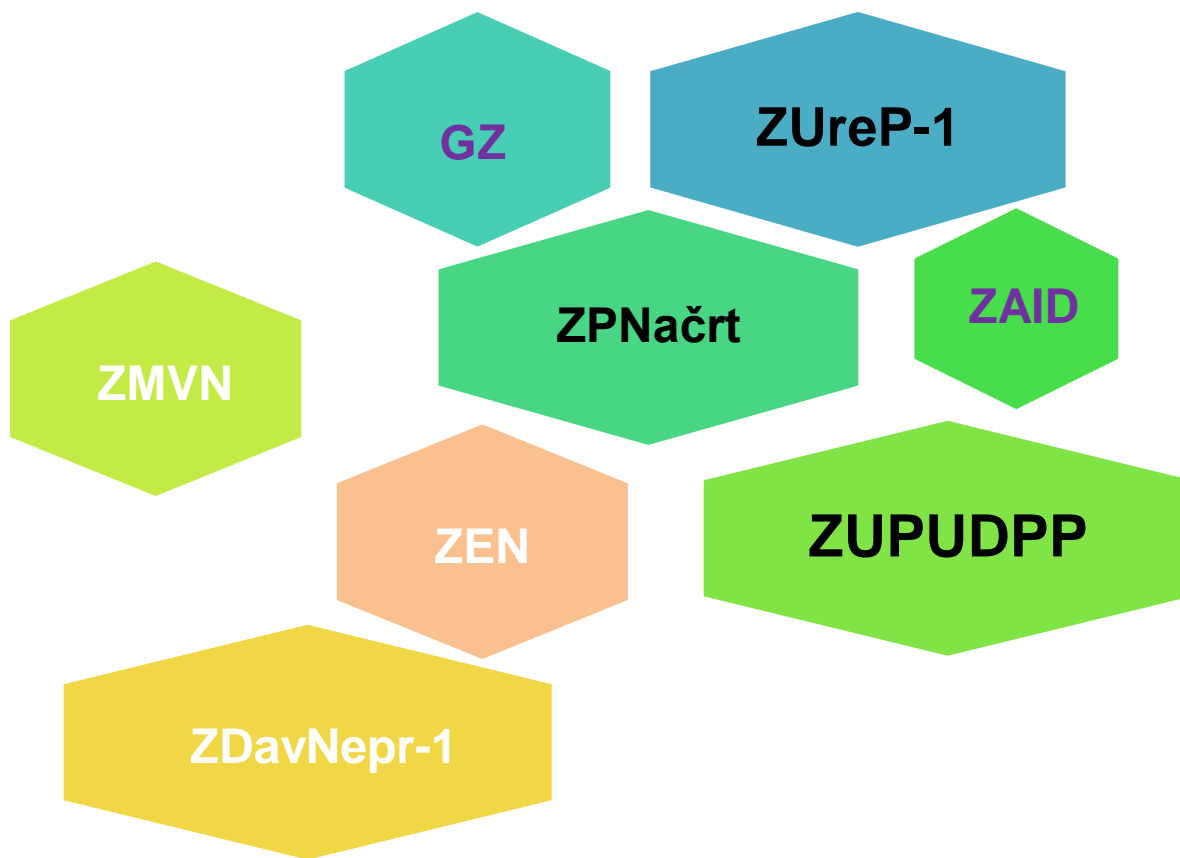 GZ
ZUreP-1
ZPNačrt
ZAID
ZMVN
ZEN
ZUPUDPP
ZDavNepr-1